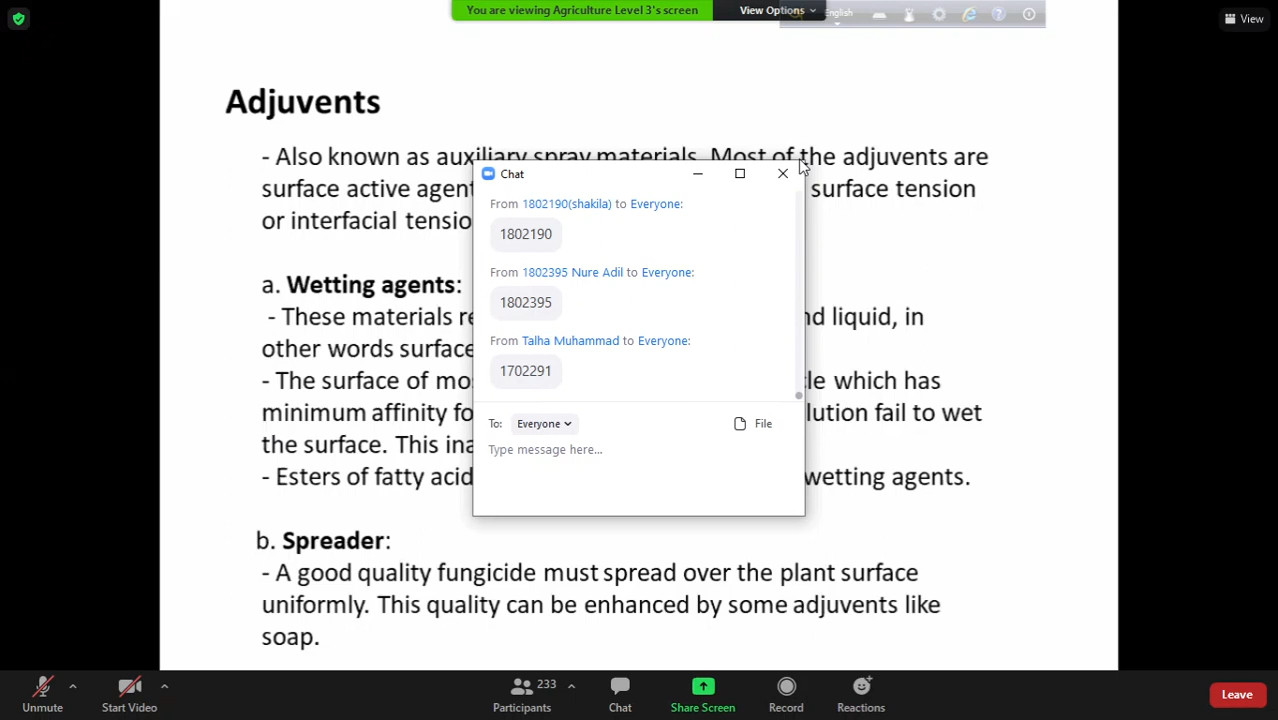 You are viewing Agriculture Level 3's screen
View Options
English
View
Adjuvents
- Also known as auxiliary spray materials. Most of the adjuvents are
surface active agent surface tension
or interfacial tensio
a. Wetting agents:
- These materials re nd liquid, in
other words surface
- The surface of mos le which has
minimum affinity fo lution fail to wet
the surface. This ina
- Esters of fatty acid wetting agents.
b. Spreader:
- A good quality fungicide must spread over the plant surface
uniformly. This quality can be enhanced by some adjuvents like
soap.
Chat
From 1802190(shakila) to Everyone:
1802190
From 1802395 Nure Adil to Everyone:
1802395
From Talha Muhammad to Everyone:
1702291
To: Everyone File
Type message here...
Unmute
Start Video
233
Participants
Chat
Share Screen
Record
Reactions
Leave